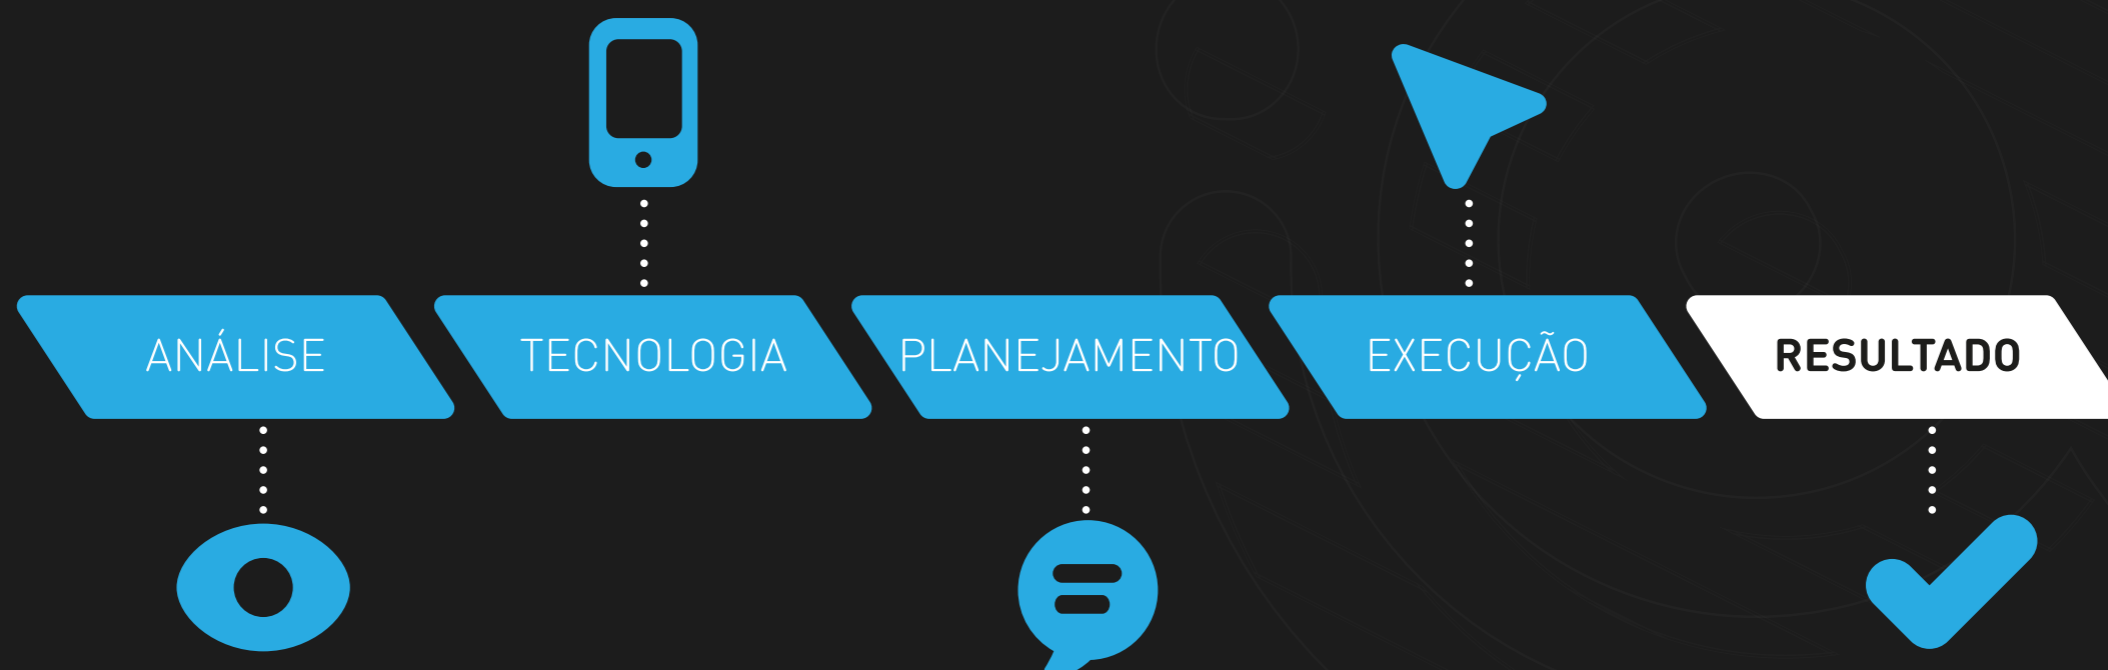 ANÁLISE
TECNOLOGIA
PLANEJAMENTO
EXECUÇÃO
RESULTADO